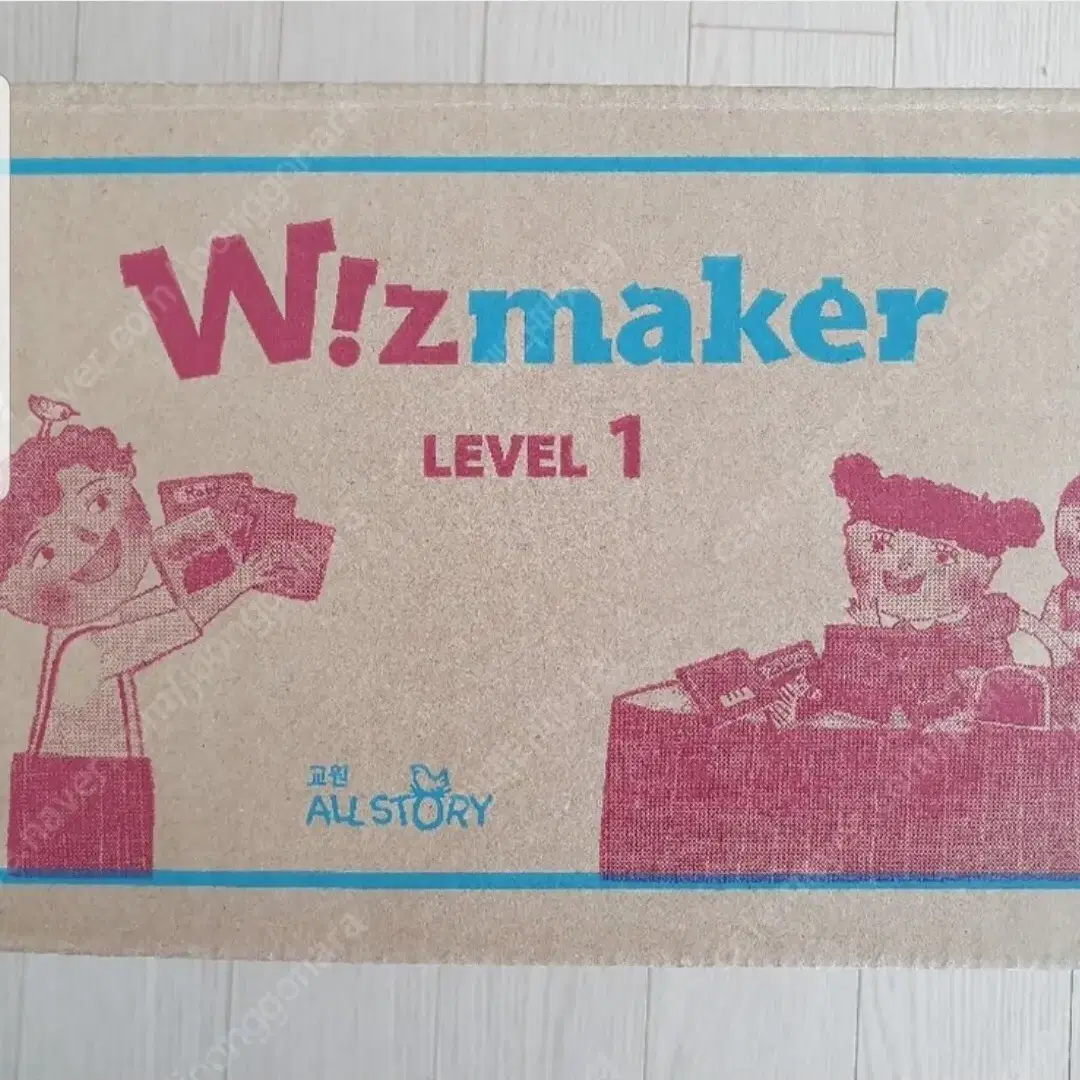 W!zmaker
LEVEL 1
교원
ALL STORY